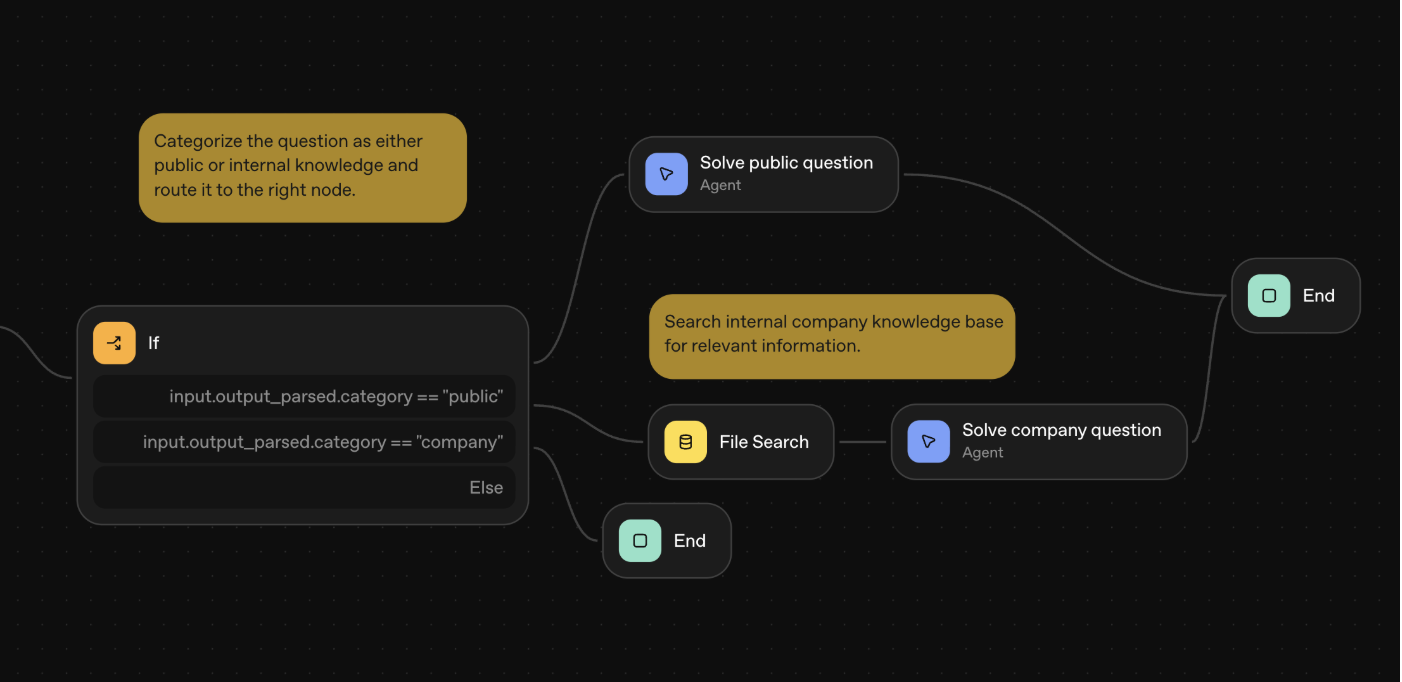 Categorize the question as either
public or internal knowledge and
route it to the right node.
Solve public question
Agent
End
Search internal company knowledge base
for relevant information.
If
input.output_parsed.category == "public"
input.output_parsed.category == "company"
Else
File Search
Solve company question
Agent
End